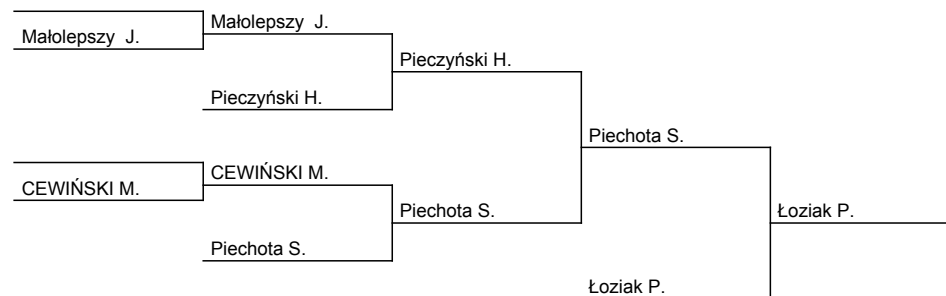 Małolepszy J.
Małolepszy J.
Pieczyński H.
Pieczyński H.
CEWIŃSKI M.
CEWIŃSKI M.
Piechota S.
Piechota S.
Piechota S.
Łoziak P.
Łoziak P.